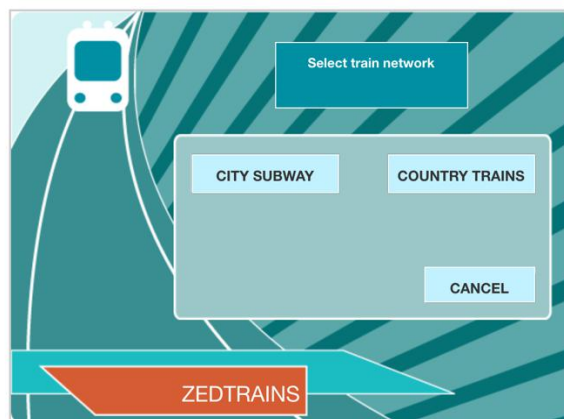 Select train network
CITY SUBWAY
COUNTRY TRAINS
CANCEL
ZEDTRAINS